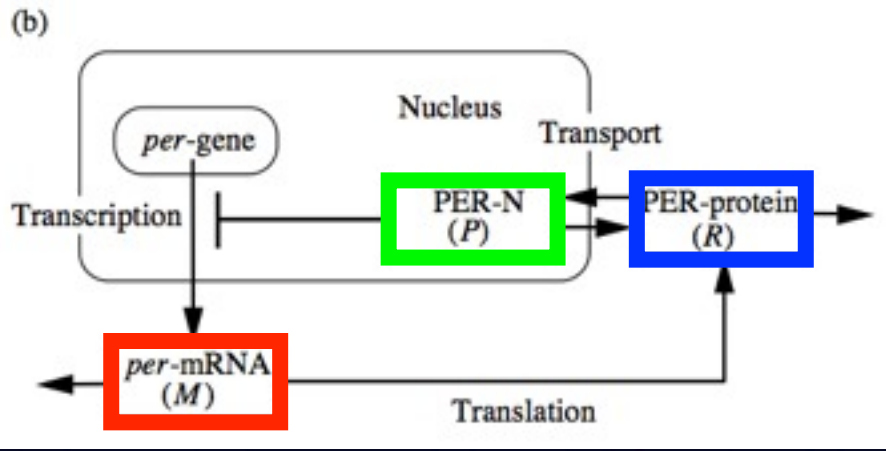 (b)
Nucleus
per-gene
Transport
PER-N
(P)
PER-protein
(R)
Transcription
per-mRNA
(M)
Translation